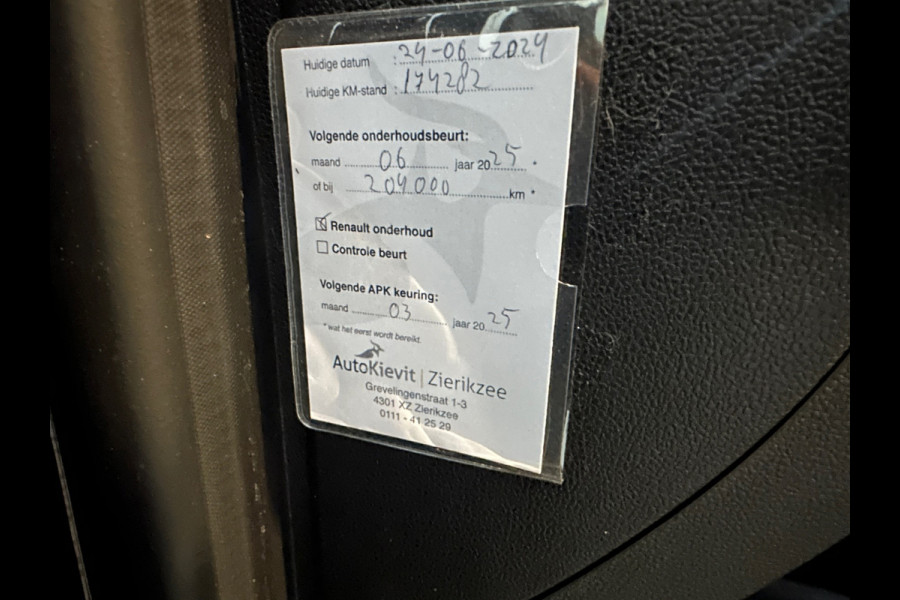 Huidige datum : 24-06-2024
Huidige KM-stand : 174282
Volgende onderhoudsbeurt:
maand 06 jaar 2025 *
of bij 204000 km *
Renault onderhoud
Controle beurt
Volgende APK keuring:
maand 03 jaar 2025
* wat het eerst wordt bereikt.
AutoKievit | Zierikzee
Grevelingenstraat 1-3
4301 XZ Zierikzee
0111 - 41 25 29